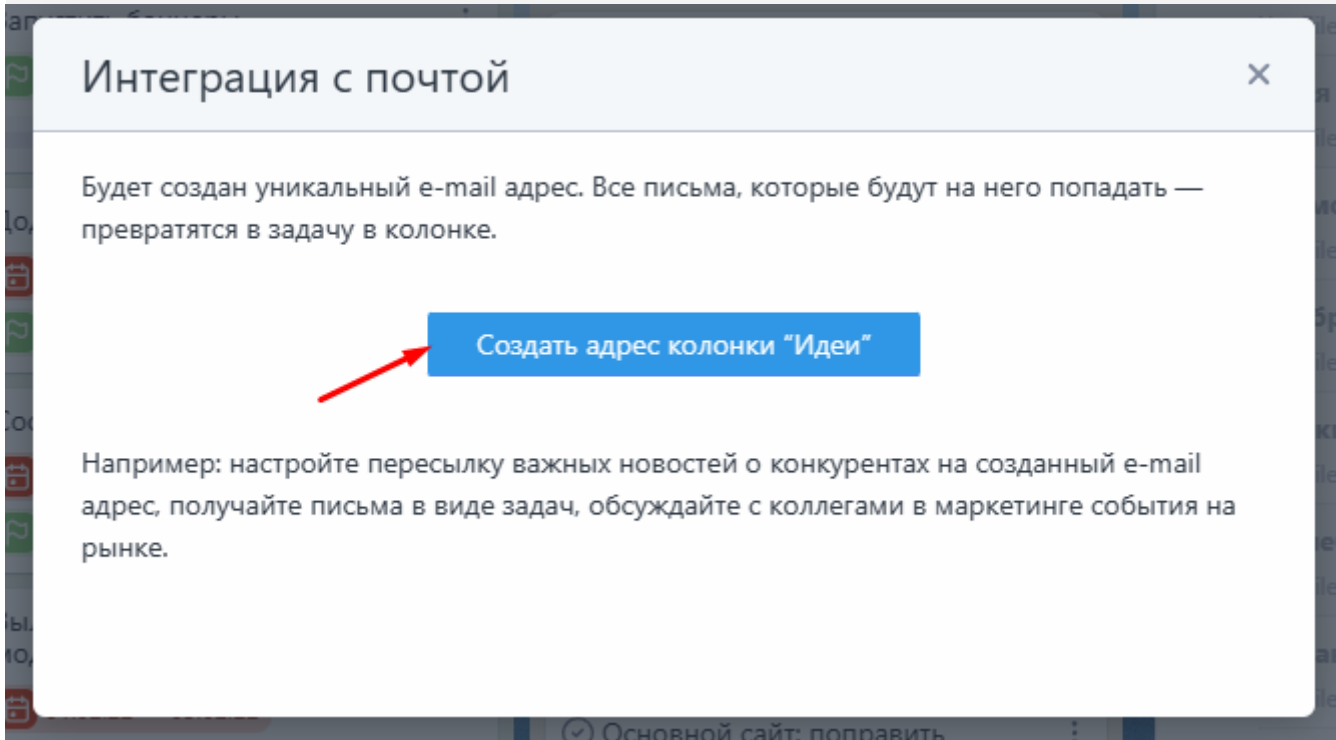 Интеграция с почтой
Будет создан уникальный e-mail адрес. Все письма, которые будут на него попадать —
превратятся в задачу в колонке.
Создать адрес колонки “Идеи”
Например: настройте пересылку важных новостей о конкурентах на созданный e-mail
адрес, получайте письма в виде задач, обсуждайте с коллегами в маркетинге события на
рынке.
Основной сайт: поправить